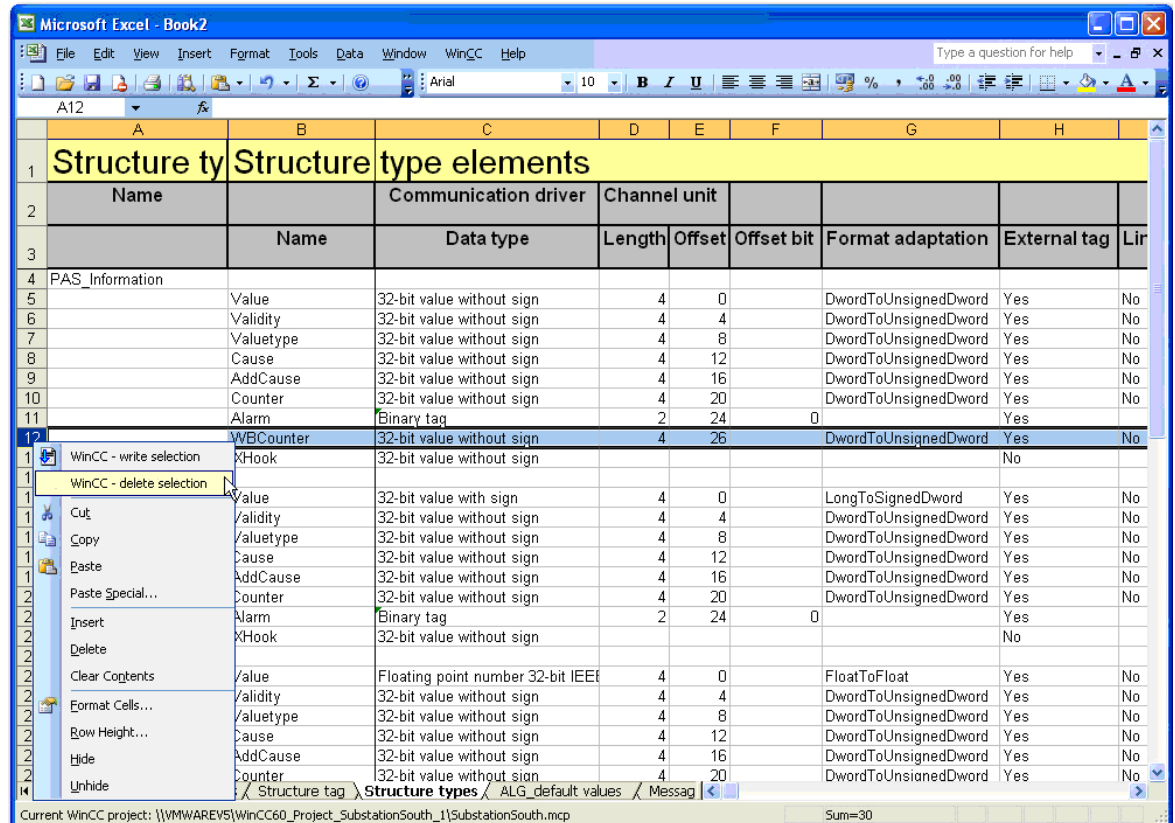 Microsoft Excel - Book2
File Edit View Insert Format Tools Data Window WinCC Help Type a question for help
Arial 10 B I U % , A
A12 fx
A B C D E F G H
1 Structure ty Structure type elements
2 Name Communication driver Channel unit
3 Name Data type Length Offset Offset bit Format adaptation External tag Lin
4 PAS_Information
5 Value 32-bit value without sign 4 0 DwordToUnsignedDword Yes No
6 Validity 32-bit value without sign 4 4 DwordToUnsignedDword Yes No
7 Valuetype 32-bit value without sign 4 8 DwordToUnsignedDword Yes No
8 Cause 32-bit value without sign 4 12 DwordToUnsignedDword Yes No
9 AddCause 32-bit value without sign 4 16 DwordToUnsignedDword Yes No
10 Counter 32-bit value without sign 4 20 DwordToUnsignedDword Yes No
11 Alarm Binary tag 2 24 0 Yes
12 WBCounter 32-bit value without sign 4 26 DwordToUnsignedDword Yes No
WinCC - write selection XHook 32-bit value without sign No
WinCC - delete selection
Value 32-bit value with sign 4 0 LongToSignedDword Yes No
Cut Validity 32-bit value without sign 4 4 DwordToUnsignedDword Yes No
Copy Valuetype 32-bit value without sign 4 8 DwordToUnsignedDword Yes No
Paste Cause 32-bit value without sign 4 12 DwordToUnsignedDword Yes No
AddCause 32-bit value without sign 4 16 DwordToUnsignedDword Yes No
Paste Special... Counter 32-bit value without sign 4 20 DwordToUnsignedDword Yes No
Insert Alarm Binary tag 2 24 0 Yes
XHook 32-bit value without sign No
Delete
Clear Contents Value Floating point number 32-bit IEEE 4 0 FloatToFloat Yes No
Validity 32-bit value without sign 4 4 DwordToUnsignedDword Yes No
Format Cells... Valuetype 32-bit value without sign 4 8 DwordToUnsignedDword Yes No
Row Height... Cause 32-bit value without sign 4 12 DwordToUnsignedDword Yes No
Hide AddCause 32-bit value without sign 4 16 DwordToUnsignedDword Yes No
Unhide Counter 32-bit value without sign 4 20 DwordToUnsignedDword Yes No
Structure tag Structure types ALG_default values Messag
Current WinCC project: \\VMWAREV5\WinCC60_Project_SubstationSouth_1\SubstationSouth.mcp Sum=30